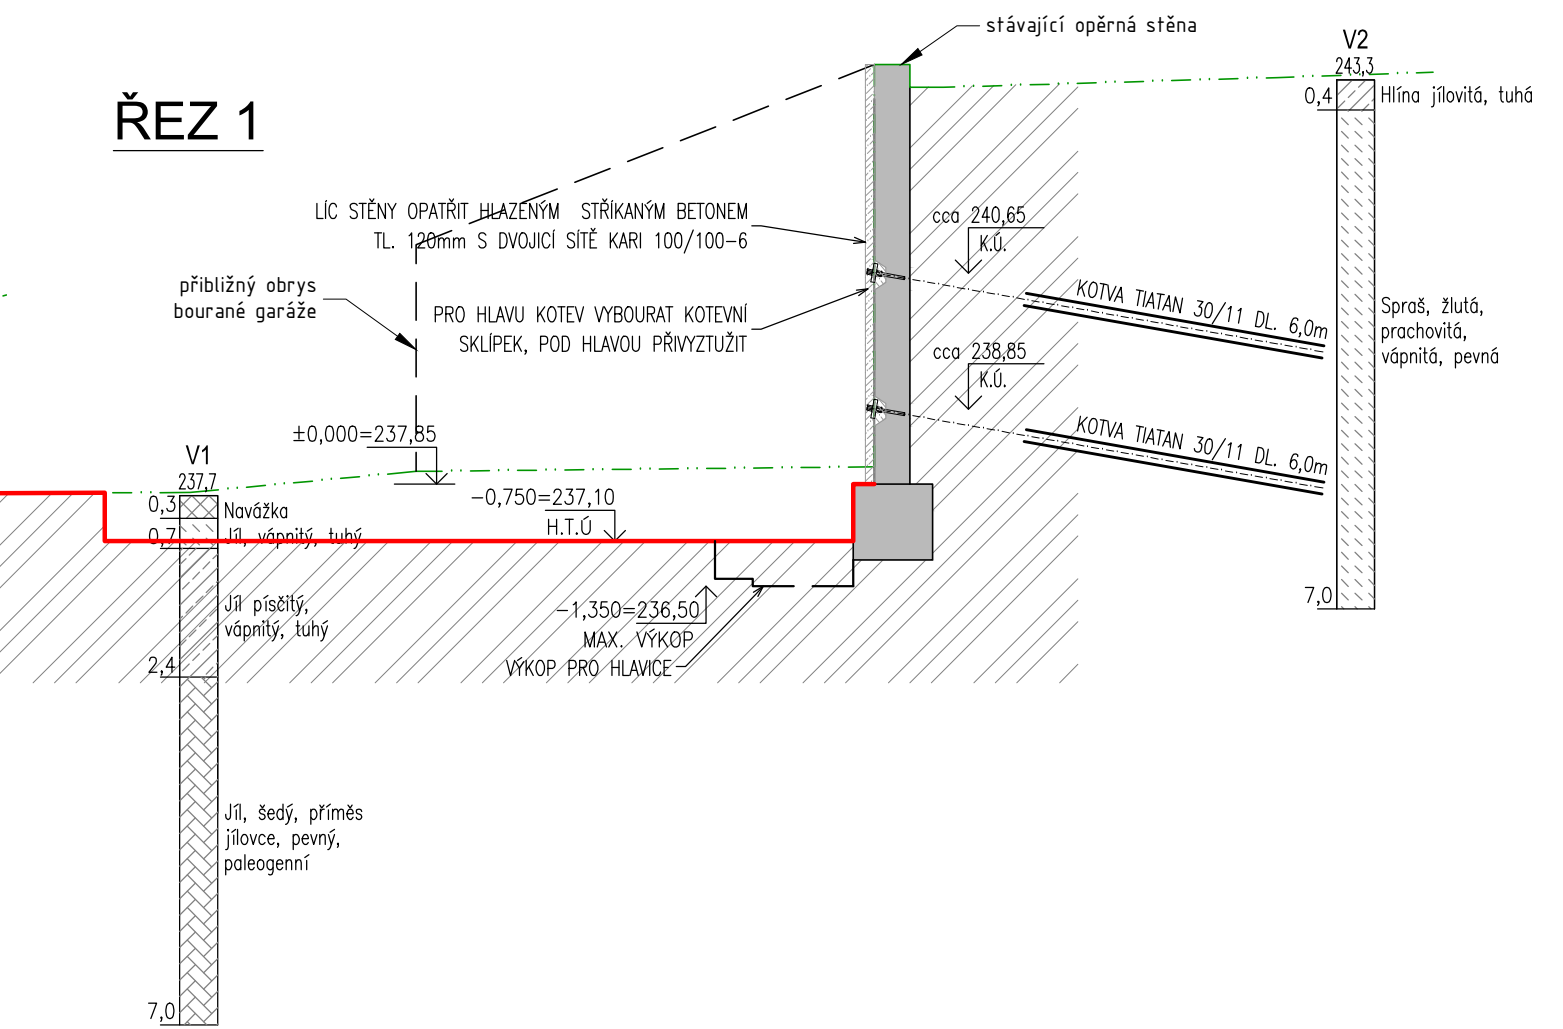 stávající opěrná stěna
V2
243,3
0,4
Hlína jílovitá, tuhá
ŘEZ 1
LÍC STĚNY OPATŘIT HLAZENÝM STŘÍKANÝM BETONEM
TL. 120mm S DVOJICÍ SÍTĚ KARI 100/100-6
cca 240,65
K.Ú.
přibližný obrys
bourané garáže
PRO HLAVU KOTEV VYBOURAT KOTEVNÍ
SKLÍPEK, POD HLAVOU PŘIVYZTUŽIT
KOTVA TIATAN 30/11 DL. 6,0m
Spraš, žlutá,
prachovitá,
vápnitá, pevná
cca 238,85
K.Ú.
KOTVA TIATAN 30/11 DL. 6,0m
±0,000=237,85
V1
237,7
0,3
Navážka
0,7
Jíl, vápnitý, tuhý
-0,750=237,10
H.T.Ú
Jíl písčitý,
vápnitý, tuhý
2,4
-1,350=236,50
MAX. VÝKOP
VÝKOP PRO HLAVICE
7,0
Jíl, šedý, příměs
jílovce, pevný,
paleogenní
7,0